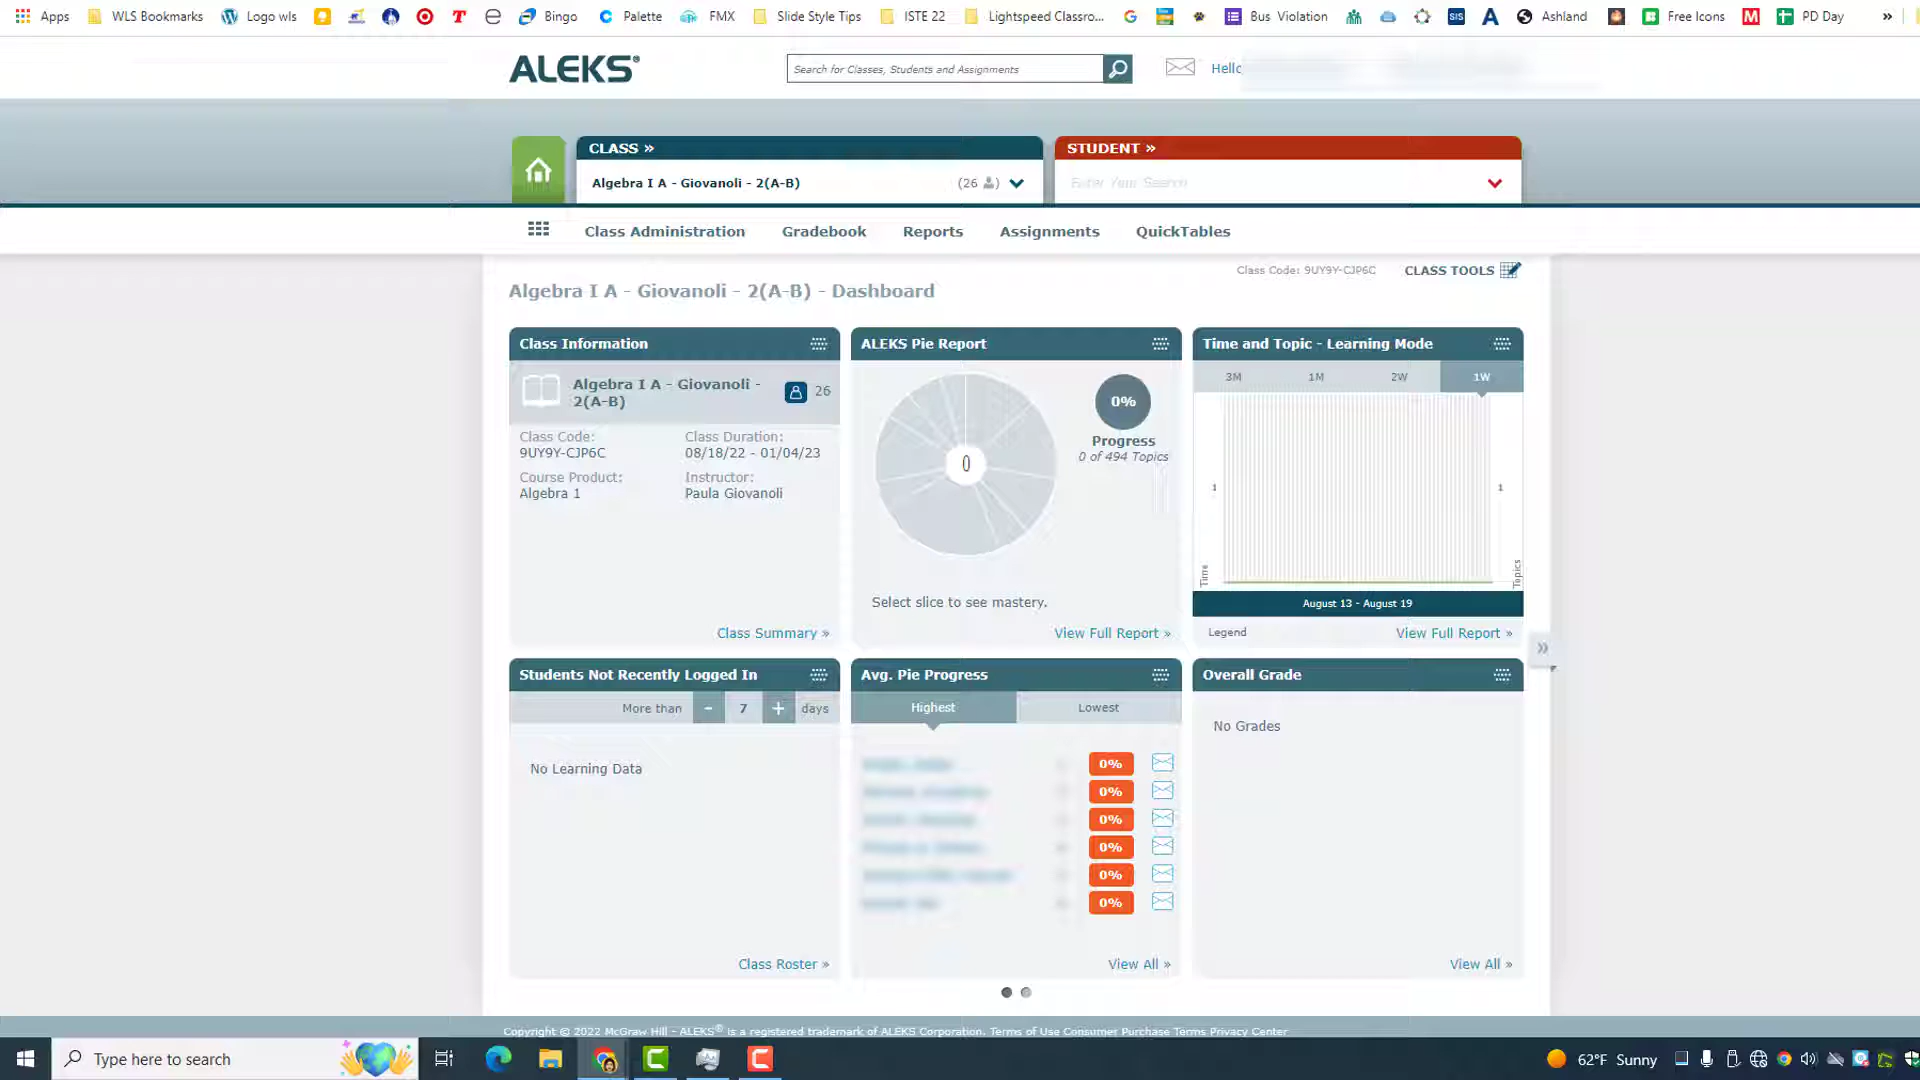 Apps WLS Bookmarks Logo wls Bingo Palette FMX Slide Style Tips ISTE 22 Lightspeed Classro... Bus Violation SIS Ashland Free Icons PD Day »
ALEKS®
Search for Classes, Students and Assignments
Hello
CLASS »
Algebra I A - Giovanoli - 2(A-B) (26 )
STUDENT »
Enter Your Search
Class Administration Gradebook Reports Assignments QuickTables
Class Code: 9UY9Y-CJP6C CLASS TOOLS
Algebra I A - Giovanoli - 2(A-B) - Dashboard
Class Information
Algebra I A - Giovanoli -
2(A-B)
26
Class Code:
9UY9Y-CJP6C
Class Duration:
08/18/22 - 01/04/23
Course Product:
Algebra 1
Instructor:
Paula Giovanoli
Class Summary »
ALEKS Pie Report
0
0%
Progress
0 of 494 Topics
Select slice to see mastery.
View Full Report »
Time and Topic - Learning Mode
3M 1M 2W 1W
1 1
Time
Topics
August 13 - August 19
Legend View Full Report »
Students Not Recently Logged In
More than - 7 + days
No Learning Data
Class Roster »
Avg. Pie Progress
Highest Lowest
0%
0%
0%
0%
0%
0%
View All »
Overall Grade
No Grades
View All »
»
Copyright © 2022 McGraw Hill - ALEKS® is a registered trademark of ALEKS Corporation. Terms of Use Consumer Purchase Terms Privacy Center
Type here to search
62°F Sunny